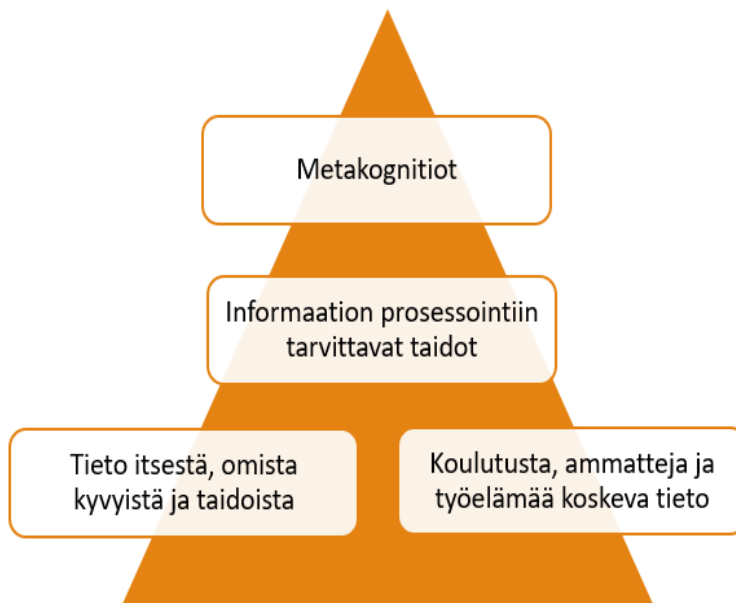 Metakognitiot
Informaation prosessointiin
tarvittavat taidot
Tieto itsestä, omista
kyvyistä ja taidoista
Koulutusta, ammatteja ja
työelämää koskeva tieto